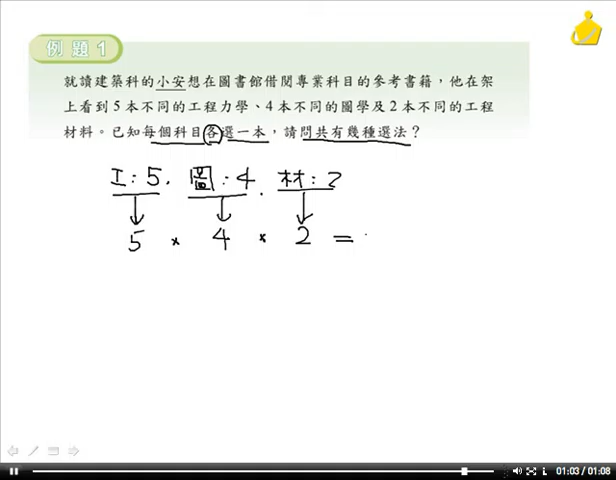 例題1
就讀建築科的小安想在圖書館借閱專業科目的參考書籍，他在架
上看到5本不同的工程力學、4本不同的圖學及2本不同的工程
材料。已知每個科目各選一本，請問共有幾種選法？
工:5. 圖:4. 材:2
5 × 4 × 2 =
01:03 / 01:08